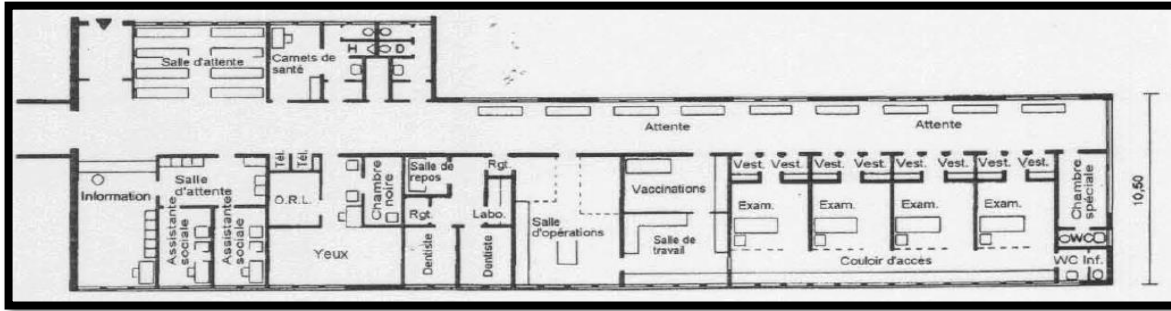 Salle d'attente
Carnets de
santé
H
D
Attente
Attente
10,50
Information
Salle
d'attente
Assistante
sociale
Assistante
sociale
Tél.
Tél.
O.R.L.
Yeux
Chambre
noire
Salle de
repos
Rgt.
Rgt.
Labo.
Dentiste
Dentiste
Salle
d'opérations
Vaccinations
Salle de
travail
Vest.
Vest.
Vest.
Vest.
Vest.
Vest.
Vest.
Vest.
Exam.
Exam.
Exam.
Exam.
Couloir d'accès
Chambre
spéciale
WC
WC Inf.